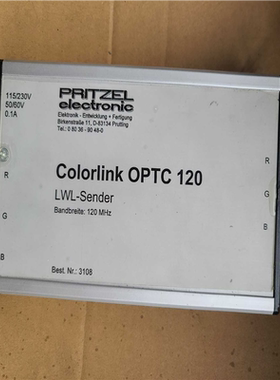 PRITZEL
electronic
115/230V
50/60V
0.1A
Elektronik - Entwicklung + Fertigung
Birkenstraße 11, D-83134 Prutting
Tel.: 0 80 36 - 90 48-0
Colorlink OPTC 120
LWL-Sender
Bandbreite: 120 MHz
R
G
B
R
G
B
Best. Nr.: 3108